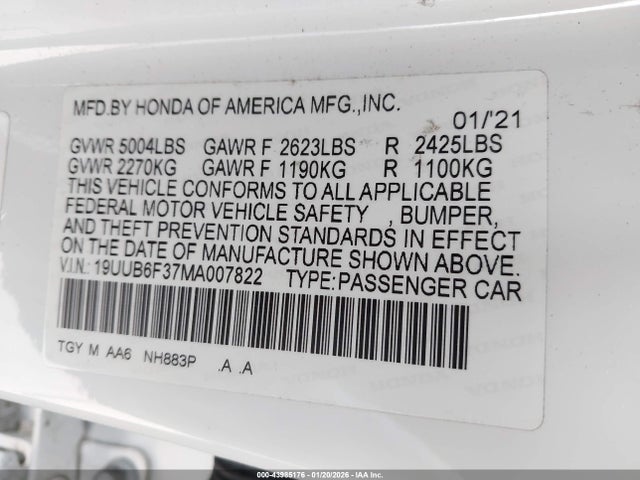 MFD.BY HONDA OF AMERICA MFG.,INC.
01/'21
GVWR 5004LBS GAWR F 2623LBS R 2425LBS
GVWR 2270KG GAWR F 1190KG R 1100KG
THIS VEHICLE CONFORMS TO ALL APPLICABLE
FEDERAL MOTOR VEHICLE SAFETY , BUMPER,
AND THEFT PREVENTION STANDARDS IN EFFECT
ON THE DATE OF MANUFACTURE SHOWN ABOVE.
V.I.N.: 19UUB6F37MA007822 TYPE:PASSENGER CAR
TGY M AA6 NH883P .A .A
000-43985176 - 01/20/2026 - IAA Inc.